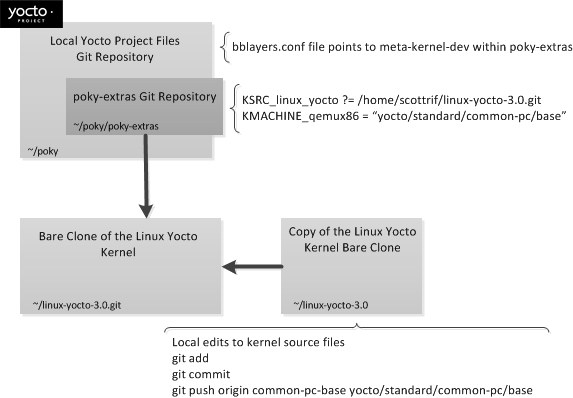 yocto
PROJECT
Local Yocto Project Files
Git Repository
bblayers.conf file points to meta-kernel-dev within poky-extras
poky-extras Git Repository
~/poky/poky-extras
KSRC_linux_yocto ?= /home/scottrif/linux-yocto-3.0.git
KMACHINE_qemux86 = “yocto/standard/common-pc/base”
~/poky
Bare Clone of the Linux Yocto
Kernel
~/linux-yocto-3.0.git
Copy of the Linux Yocto
Kernel Bare Clone
~/linux-yocto-3.0
Local edits to kernel source files
git add
git commit
git push origin common-pc-base yocto/standard/common-pc/base